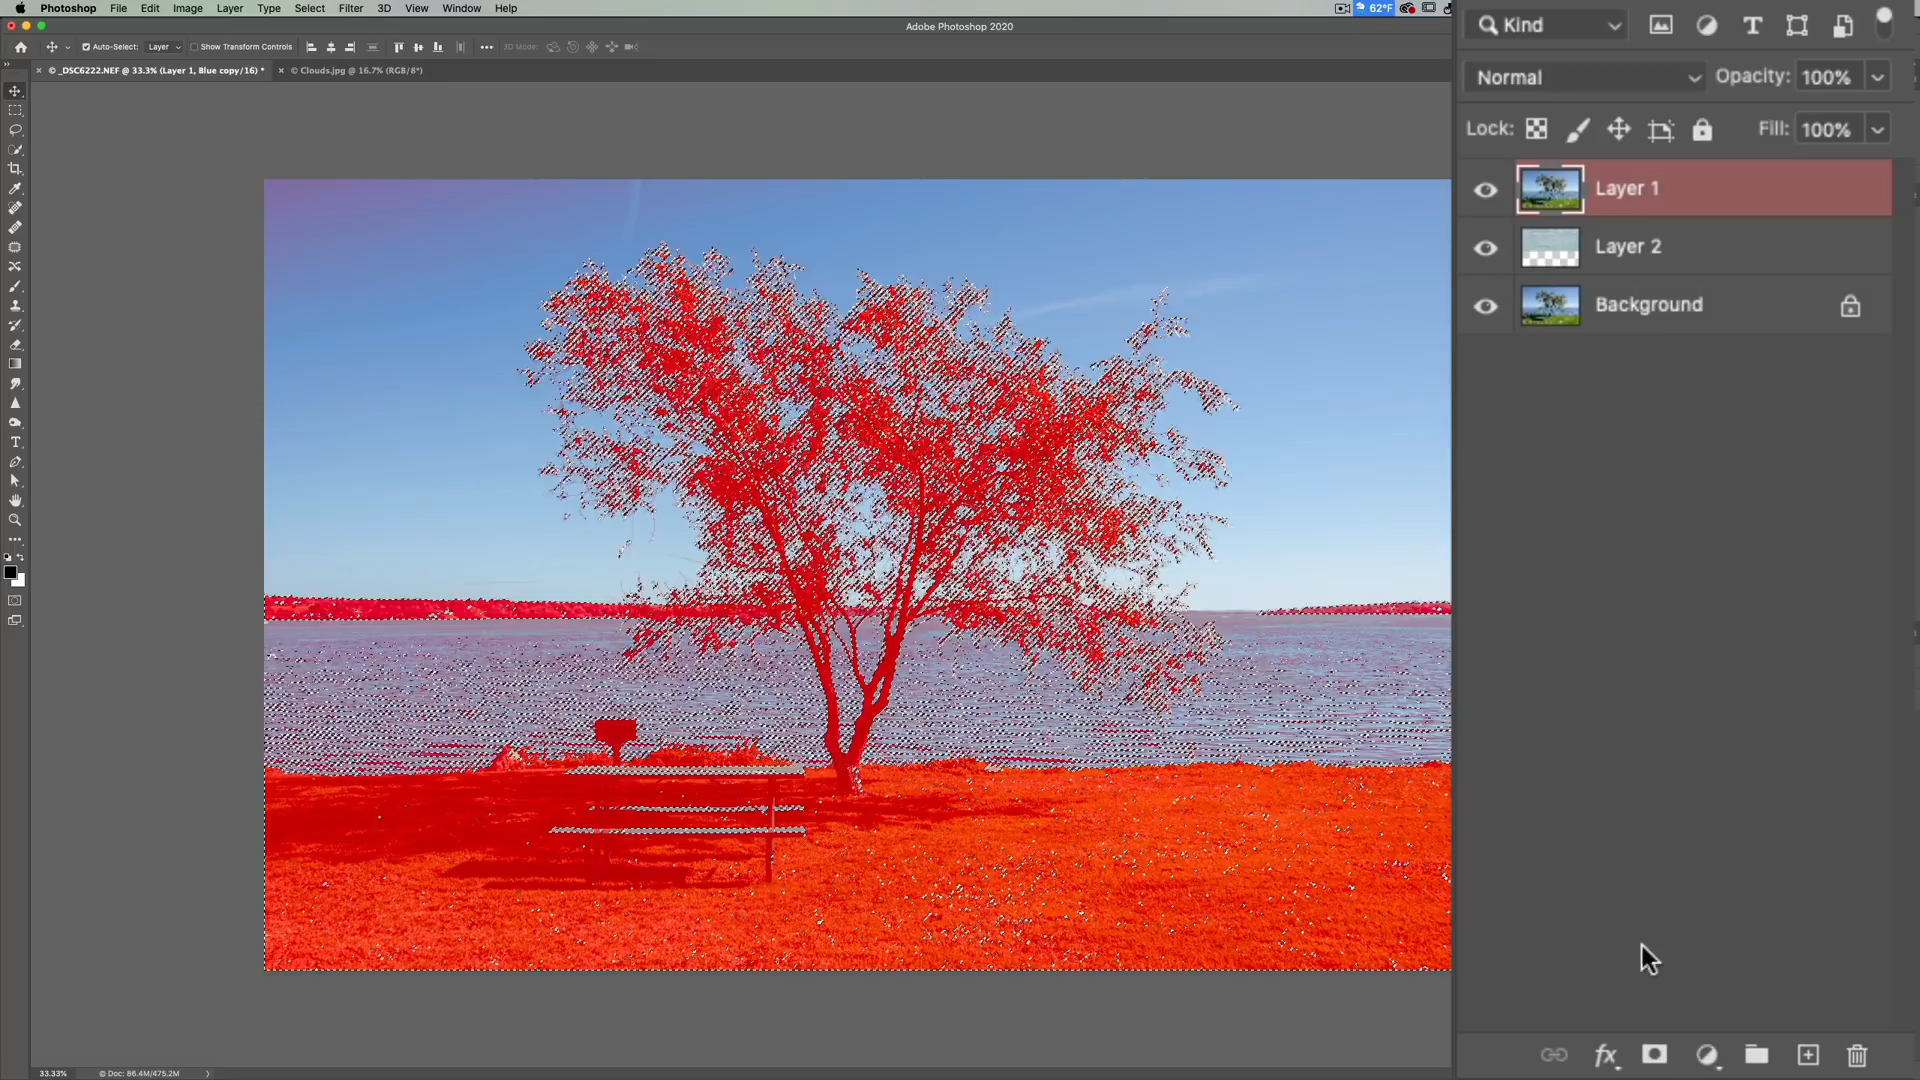 Photoshop File Edit Image Layer Type Select Filter 3D View Window Help
62°F
Adobe Photoshop 2020
Auto-Select: Layer Show Transform Controls
3D Mode:
© _DSC6222.NEF @ 33.3% (Layer 1, Blue copy/16) *
© Clouds.jpg @ 16.7% (RGB/8*)
Kind
Normal Opacity: 100%
Lock: Fill: 100%
Layer 1
Layer 2
Background
33.33% © Doc: 86.4M/475.2M